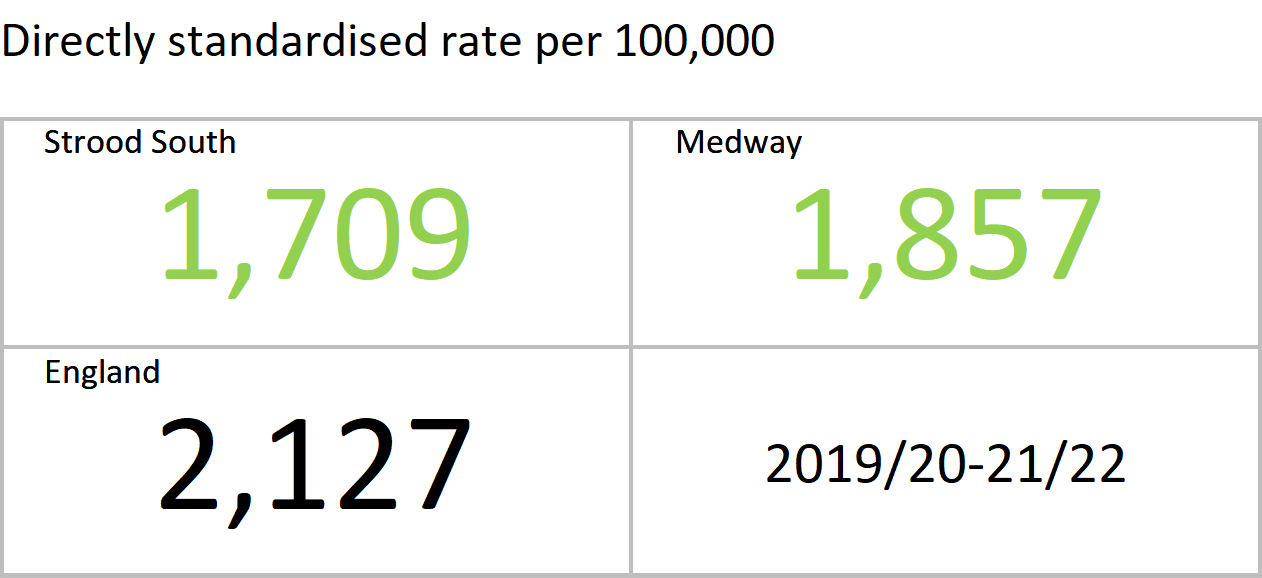 Directly standardised rate per 100,000
Strood South
1,709
Medway
1,857
England
2,127
2019/20-21/22